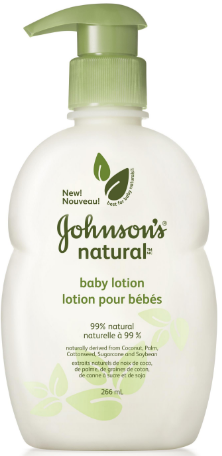 New!
Nouveau!
best for baby naturally™
Johnson's®
natural™
baby lotion
lotion pour bébés
99% natural
naturelle à 99 %
naturally derived from Coconut, Palm,
Cottonseed, Sugarcane and Soybean
extraits naturels de noix de coco,
de palme, de graines de coton,
de canne à sucre et de soja
266 mL